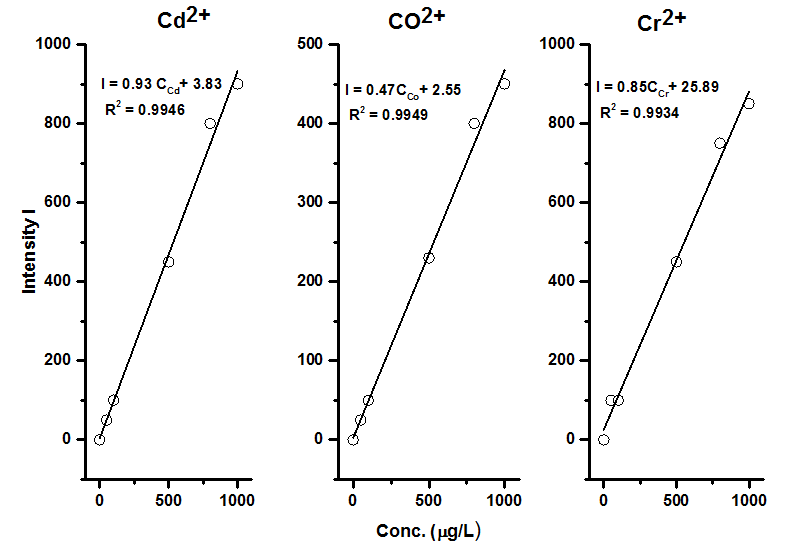 Cd2+
CO2+
Cr2+
1000
800
600
400
200
0
I = 0.93 CCd+ 3.83
R2 = 0.9946
0
500
1000
500
400
300
200
100
0
I = 0.47CCo+ 2.55
R2 = 0.9949
0
500
1000
1000
800
600
400
200
0
I = 0.85CCr+ 25.89
R2 = 0.9934
0
500
1000
Intensity I
Conc. (μg/L)